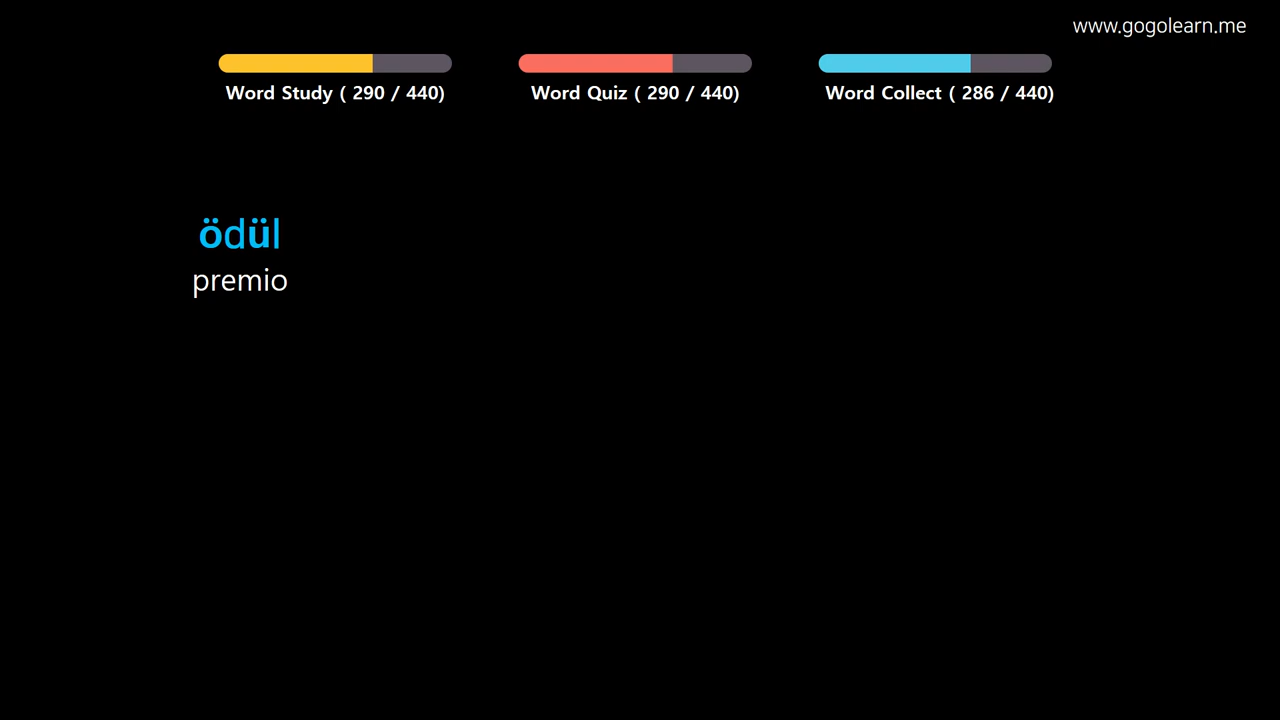 www.gogolearn.me
Word Study ( 290 / 440)
Word Quiz ( 290 / 440)
Word Collect ( 286 / 440)
ödül
premio